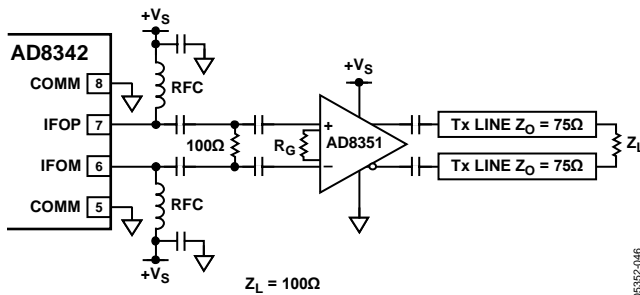 +VS
AD8342
COMM 8
RFC
+VS
IFOP 7
100Ω
RG
+
AD8351
−
Tx LINE ZO = 75Ω
ZL
IFOM 6
Tx LINE ZO = 75Ω
COMM 5
RFC
+VS
ZL = 100Ω
05352-046